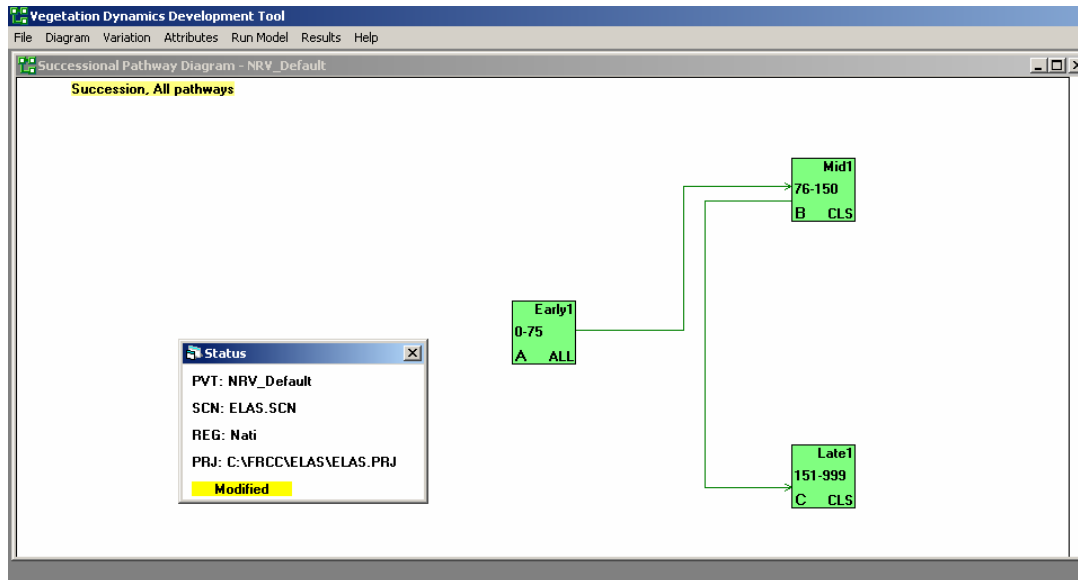 Vegetation Dynamics Development Tool
File Diagram Variation Attributes Run Model Results Help
Successional Pathway Diagram - NRV_Default
Succession, All pathways
Mid1
76-150
B CLS
Early1
0-75
A ALL
Status
PVT: NRV_Default
SCN: ELAS.SCN
REG: Nati
PRJ: C:\FRCC\ELAS\ELAS.PRJ
Modified
Late1
151-999
C CLS